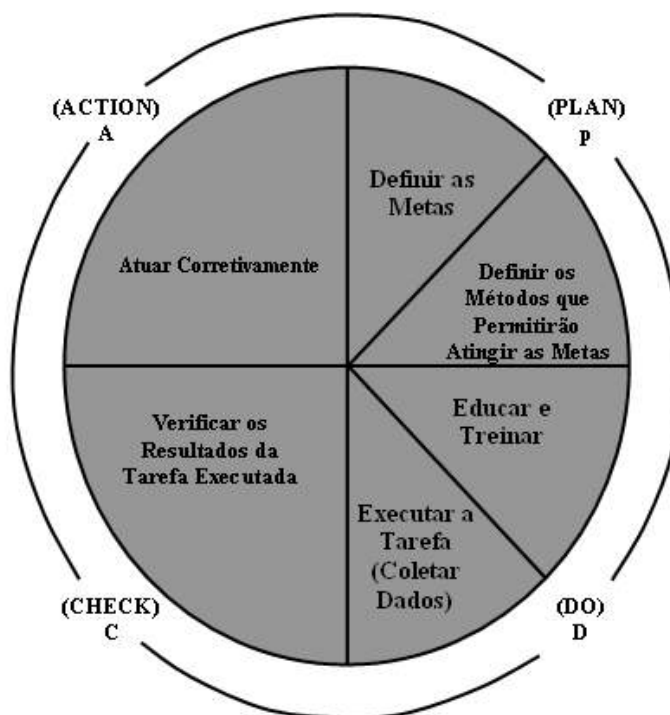 (ACTION)
A
(PLAN)
P
Definir as
Metas
Atuar Corretivamente
Definir os
Métodos que
Permitirão
Atingir as Metas
Educar e
Treinar
Verificar os
Resultados da
Tarefa Executada
Executar a
Tarefa
(Coletar
Dados)
(CHECK)
C
(DO)
D